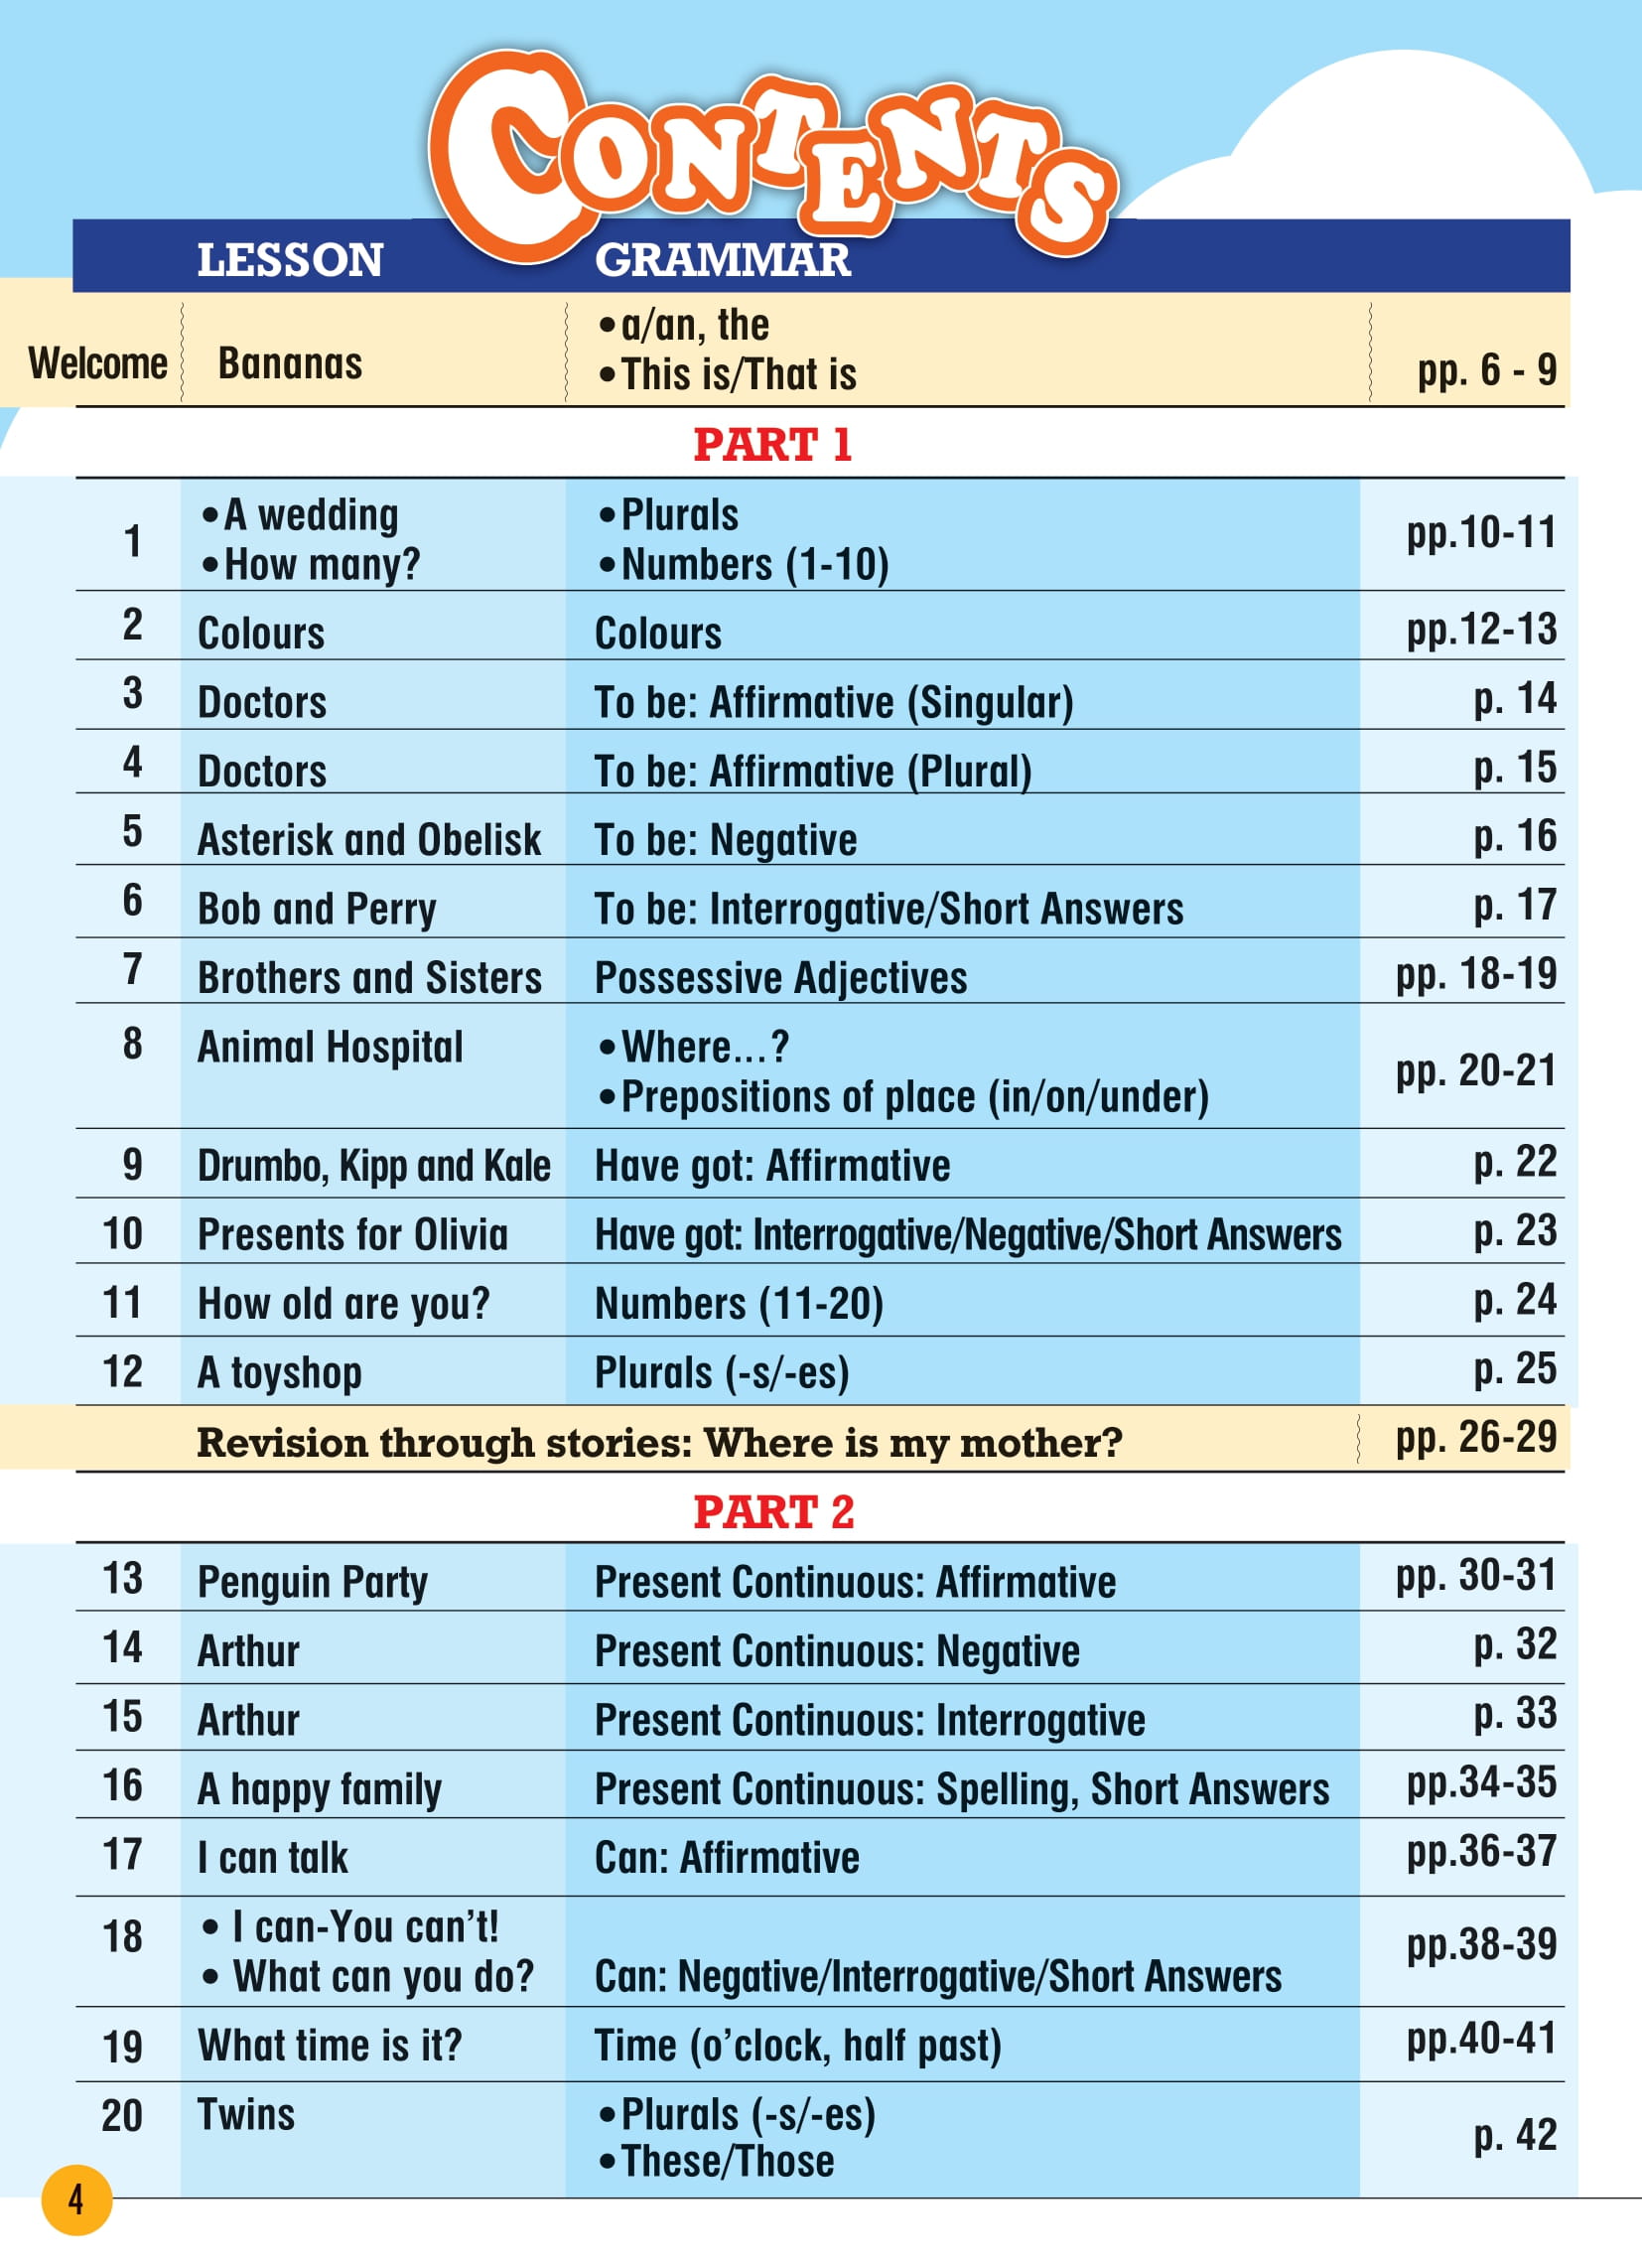 CONTENTS
LESSON GRAMMAR
Welcome Bananas •a/an, the
•This is/That is pp. 6 - 9
PART 1
1 •A wedding •Plurals pp.10-11
•How many? •Numbers (1-10)
2 Colours Colours pp.12-13
3 Doctors To be: Affirmative (Singular) p. 14
4 Doctors To be: Affirmative (Plural) p. 15
5 Asterisk and Obelisk To be: Negative p. 16
6 Bob and Perry To be: Interrogative/Short Answers p. 17
7 Brothers and Sisters Possessive Adjectives pp. 18-19
8 Animal Hospital •Where...? pp. 20-21
•Prepositions of place (in/on/under)
9 Drumbo, Kipp and Kale Have got: Affirmative p. 22
10 Presents for Olivia Have got: Interrogative/Negative/Short Answers p. 23
11 How old are you? Numbers (11-20) p. 24
12 A toyshop Plurals (-s/-es) p. 25
Revision through stories: Where is my mother? pp. 26-29
PART 2
13 Penguin Party Present Continuous: Affirmative pp. 30-31
14 Arthur Present Continuous: Negative p. 32
15 Arthur Present Continuous: Interrogative p. 33
16 A happy family Present Continuous: Spelling, Short Answers pp.34-35
17 I can talk Can: Affirmative pp.36-37
18 • I can-You can't! pp.38-39
• What can you do? Can: Negative/Interrogative/Short Answers
19 What time is it? Time (o'clock, half past) pp.40-41
20 Twins •Plurals (-s/-es) p. 42
•These/Those
4